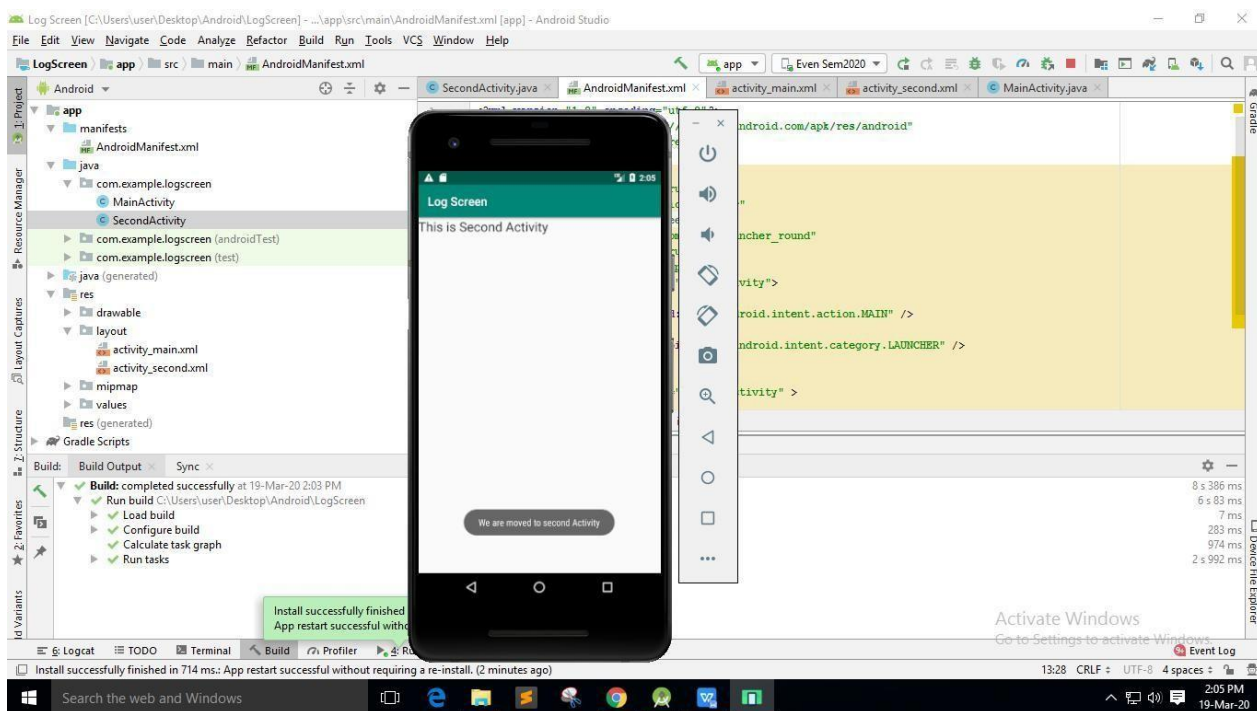 Log Screen [C:\Users\user\Desktop\Android\LogScreen] - ...\app\src\main\AndroidManifest.xml [app] - Android Studio
File Edit View Navigate Code Analyze Refactor Build Run Tools VCS Window Help
LogScreen app src main AndroidManifest.xml app Even Sem2020
1: Project
Android
SecondActivity.java AndroidManifest.xml activity_main.xml activity_second.xml MainActivity.java
Gradle
app
manifests
AndroidManifest.xml
java
com.example.logscreen
MainActivity
SecondActivity
com.example.logscreen (androidTest)
com.example.logscreen (test)
java (generated)
res
drawable
layout
activity_main.xml
activity_second.xml
mipmap
values
res (generated)
Gradle Scripts
Resource Manager
Layout Captures
Z: Structure
2: Favorites
ld Variants
ndroid.com/apk/res/android"
ncher_round"
vity">
roid.intent.action.MAIN" />
ndroid.intent.category.LAUNCHER" />
tivity" >
2:05
Log Screen
This is Second Activity
We are moved to second Activity
Build: Build Output Sync
Build: completed successfully at 19-Mar-20 2:03 PM 8 s 386 ms
Run build C:\Users\user\Desktop\Android\LogScreen 6 s 83 ms
Load build 7 ms
Configure build 283 ms
Calculate task graph 974 ms
Run tasks 2 s 992 ms
Device File Explorer
Install successfully finished
App restart successful witho
Activate Windows
Go to Settings to activate Windows.
6: Logcat TODO Terminal Build Profiler 4: Ru Event Log
Install successfully finished in 714 ms.: App restart successful without requiring a re-install. (2 minutes ago) 13:28 CRLF UTF-8 4 spaces
Search the web and Windows
2:05 PM
19-Mar-20